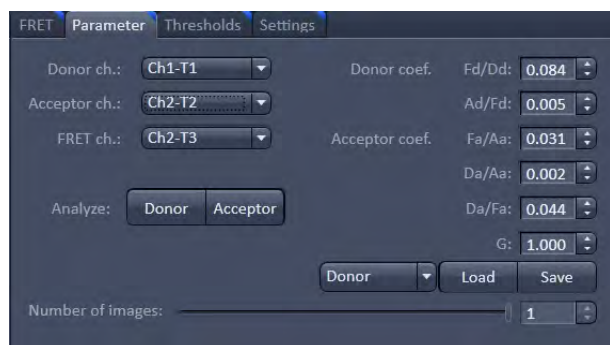 FRET Parameter Thresholds Settings
Donor ch.: Ch1-T1 Donor coef. Fd/Dd: 0.084
Acceptor ch.: Ch2-T2 Ad/Fd: 0.005
FRET ch.: Ch2-T3 Acceptor coef. Fa/Aa: 0.031
Da/Aa: 0.002
Analyze: Donor Acceptor Da/Fa: 0.044
G: 1.000
Donor Load Save
Number of images: 1